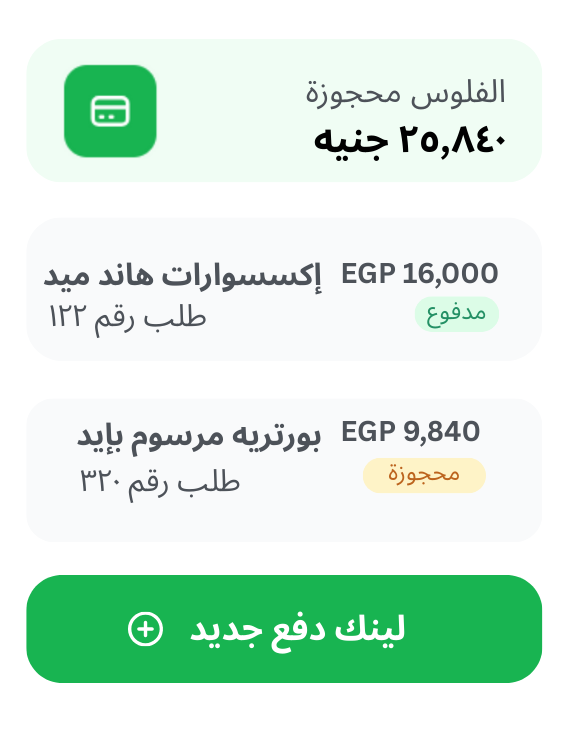 الفلوس محجوزة
٢٥,٨٤٠ جنيه
إكسسوارات هاند ميد
EGP 16,000
طلب رقم ١٢٢
مدفوع
بورتريه مرسوم بإيد
EGP 9,840
طلب رقم ٣٢٠
محجوزة
لينك دفع جديد